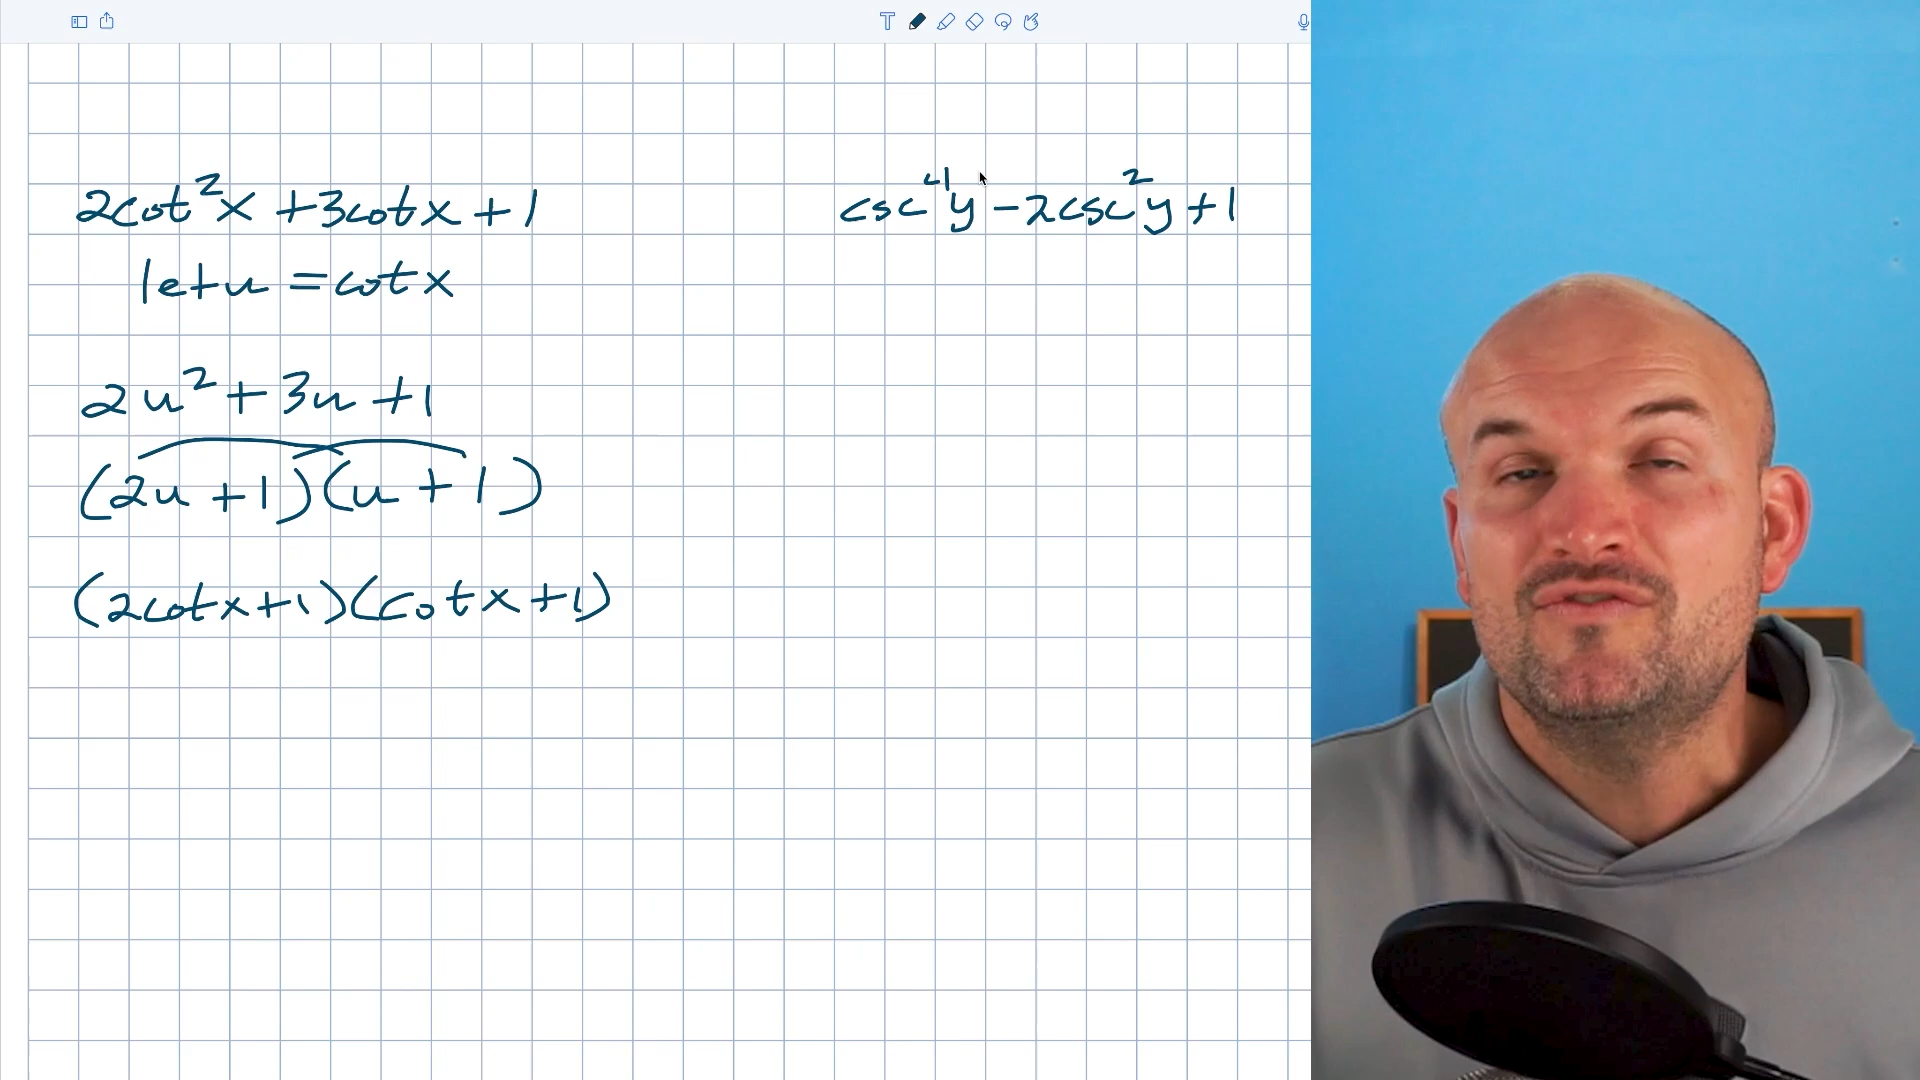 2cot²x + 3cotx + 1
let u = cotx
2u² + 3u + 1
(2u + 1)(u + 1)
(2cotx + 1)(cotx + 1)
csc⁴y - 2csc²y + 1